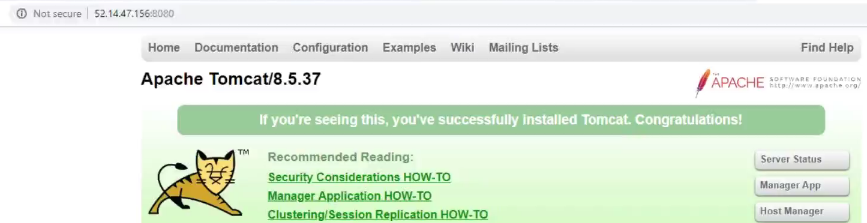 Not secure | 52.14.47.156:8080
Home Documentation Configuration Examples Wiki Mailing Lists Find Help
Apache Tomcat/8.5.37
THE
APACHE SOFTWARE FOUNDATION
http://www.apache.org/
If you're seeing this, you've successfully installed Tomcat. Congratulations!
TM
Recommended Reading:
Security Considerations HOW-TO
Manager Application HOW-TO
Clustering/Session Replication HOW-TO
Server Status
Manager App
Host Manager